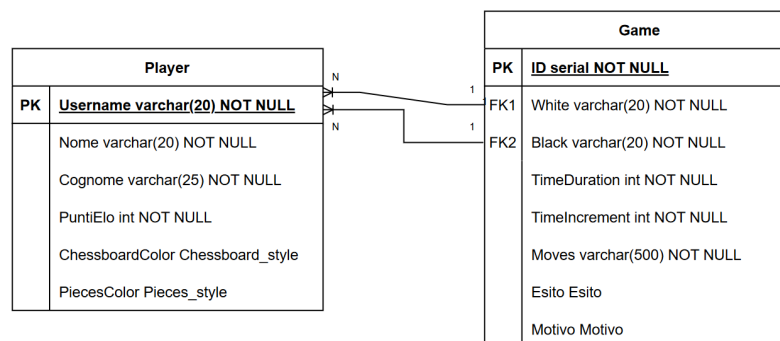 Player
PK Username varchar(20) NOT NULL
Nome varchar(20) NOT NULL
Cognome varchar(25) NOT NULL
PuntiElo int NOT NULL
ChessboardColor Chessboard_style
PiecesColor Pieces_style
N
N
1
1
Game
PK ID serial NOT NULL
FK1 White varchar(20) NOT NULL
FK2 Black varchar(20) NOT NULL
TimeDuration int NOT NULL
TimeIncrement int NOT NULL
Moves varchar(500) NOT NULL
Esito Esito
Motivo Motivo